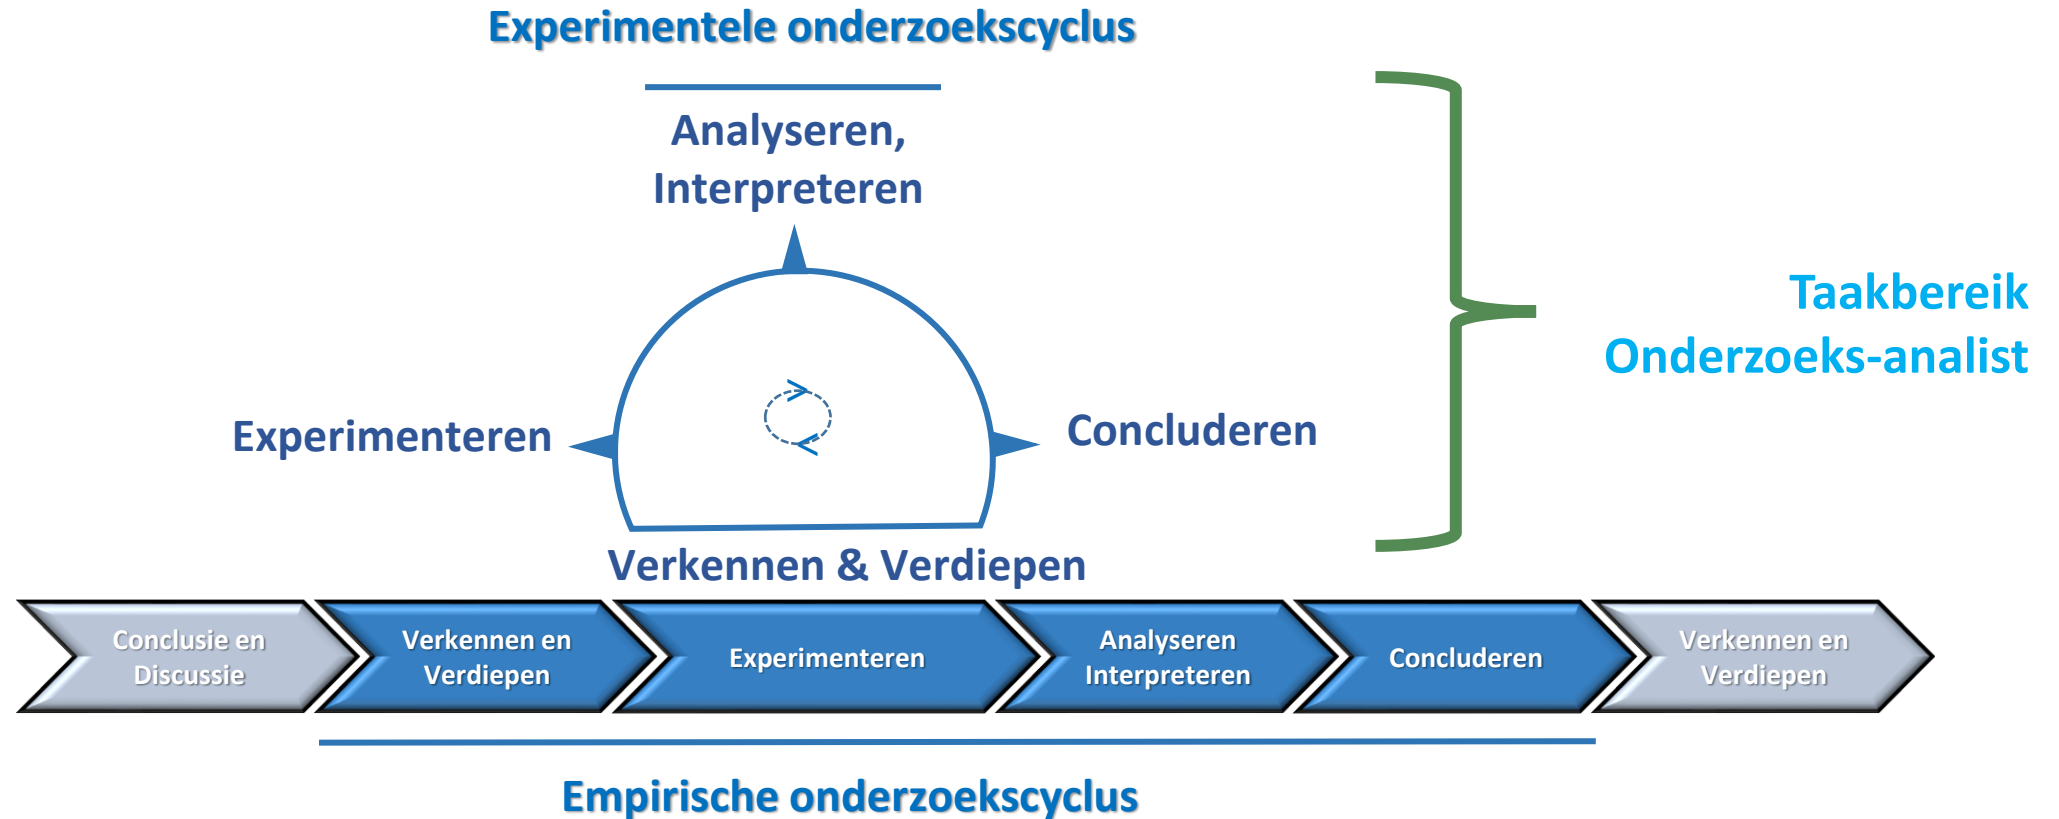 Experimentele onderzoekscyclus
Analyseren,
Interpreteren
Experimenteren
Concluderen
Verkennen & Verdiepen
Taakbereik
Onderzoeks-analist
Conclusie en
Discussie
Verkennen en
Verdiepen
Experimenteren
Analyseren
Interpreteren
Concluderen
Verkennen en
Verdiepen
Empirische onderzoekscyclus